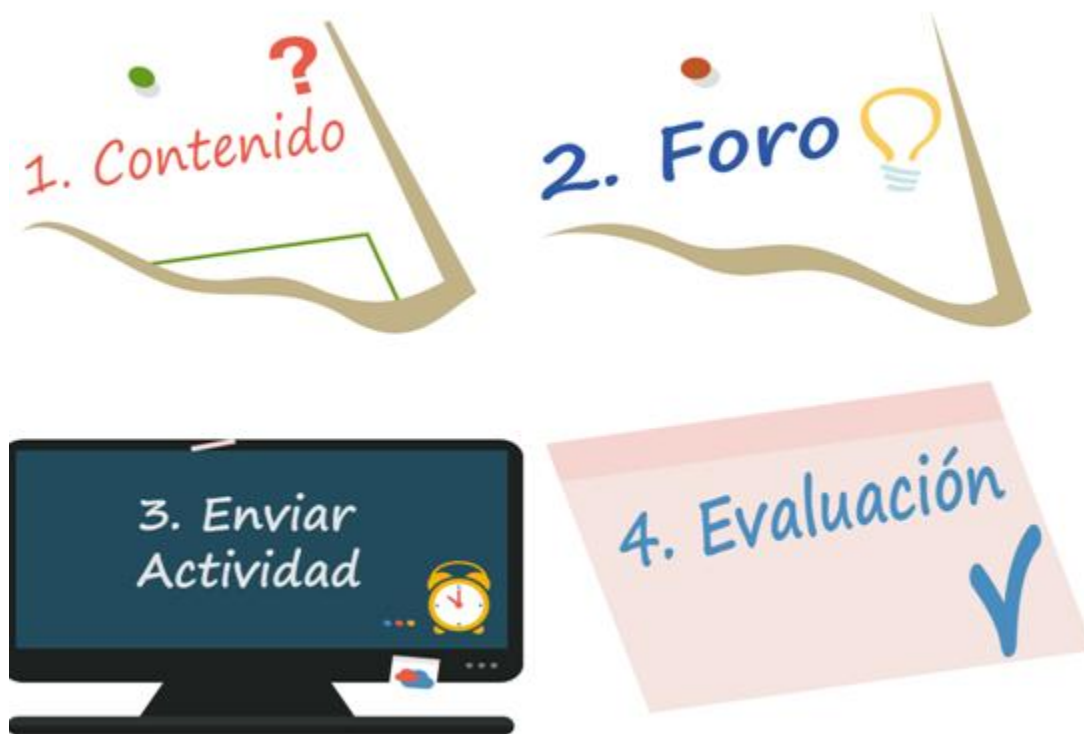 1. Contenido
2. Foro
3. Enviar
Actividad
4. Evaluación